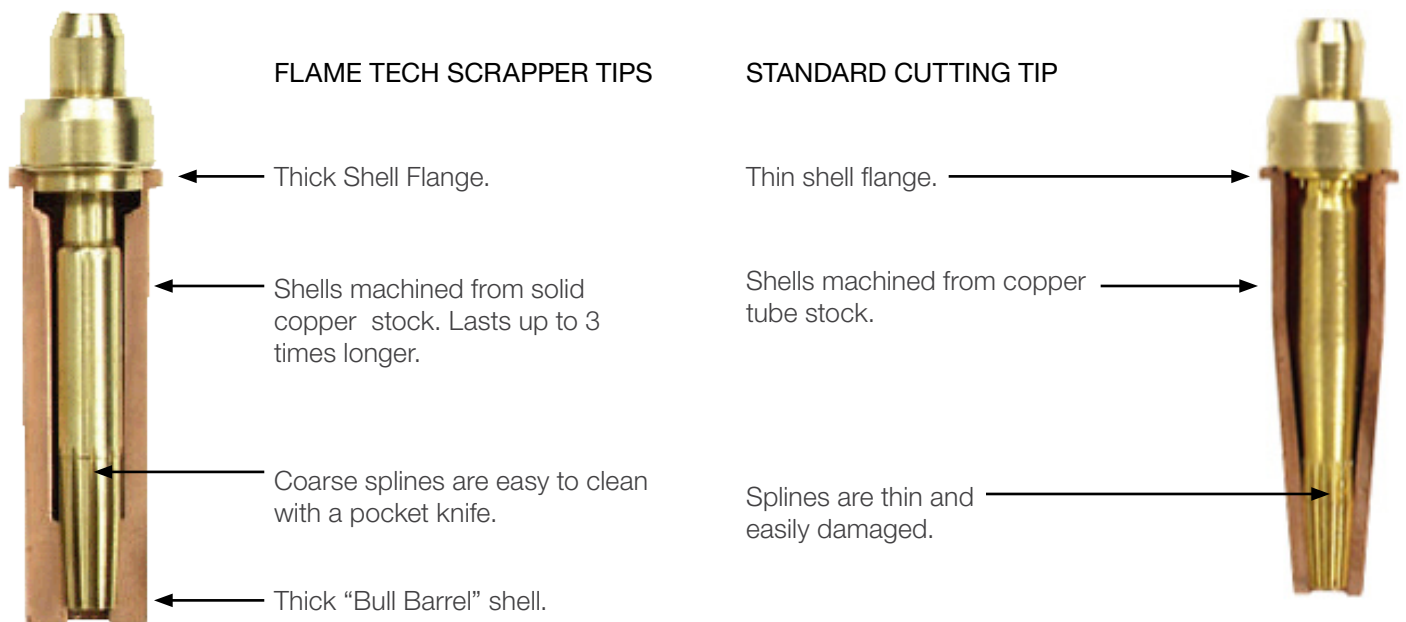 FLAME TECH SCRAPPER TIPS
Thick Shell Flange.
Shells machined from solid
copper stock. Lasts up to 3
times longer.
Coarse splines are easy to clean
with a pocket knife.
Thick “Bull Barrel” shell.
STANDARD CUTTING TIP
Thin shell flange.
Shells machined from copper
tube stock.
Splines are thin and
easily damaged.